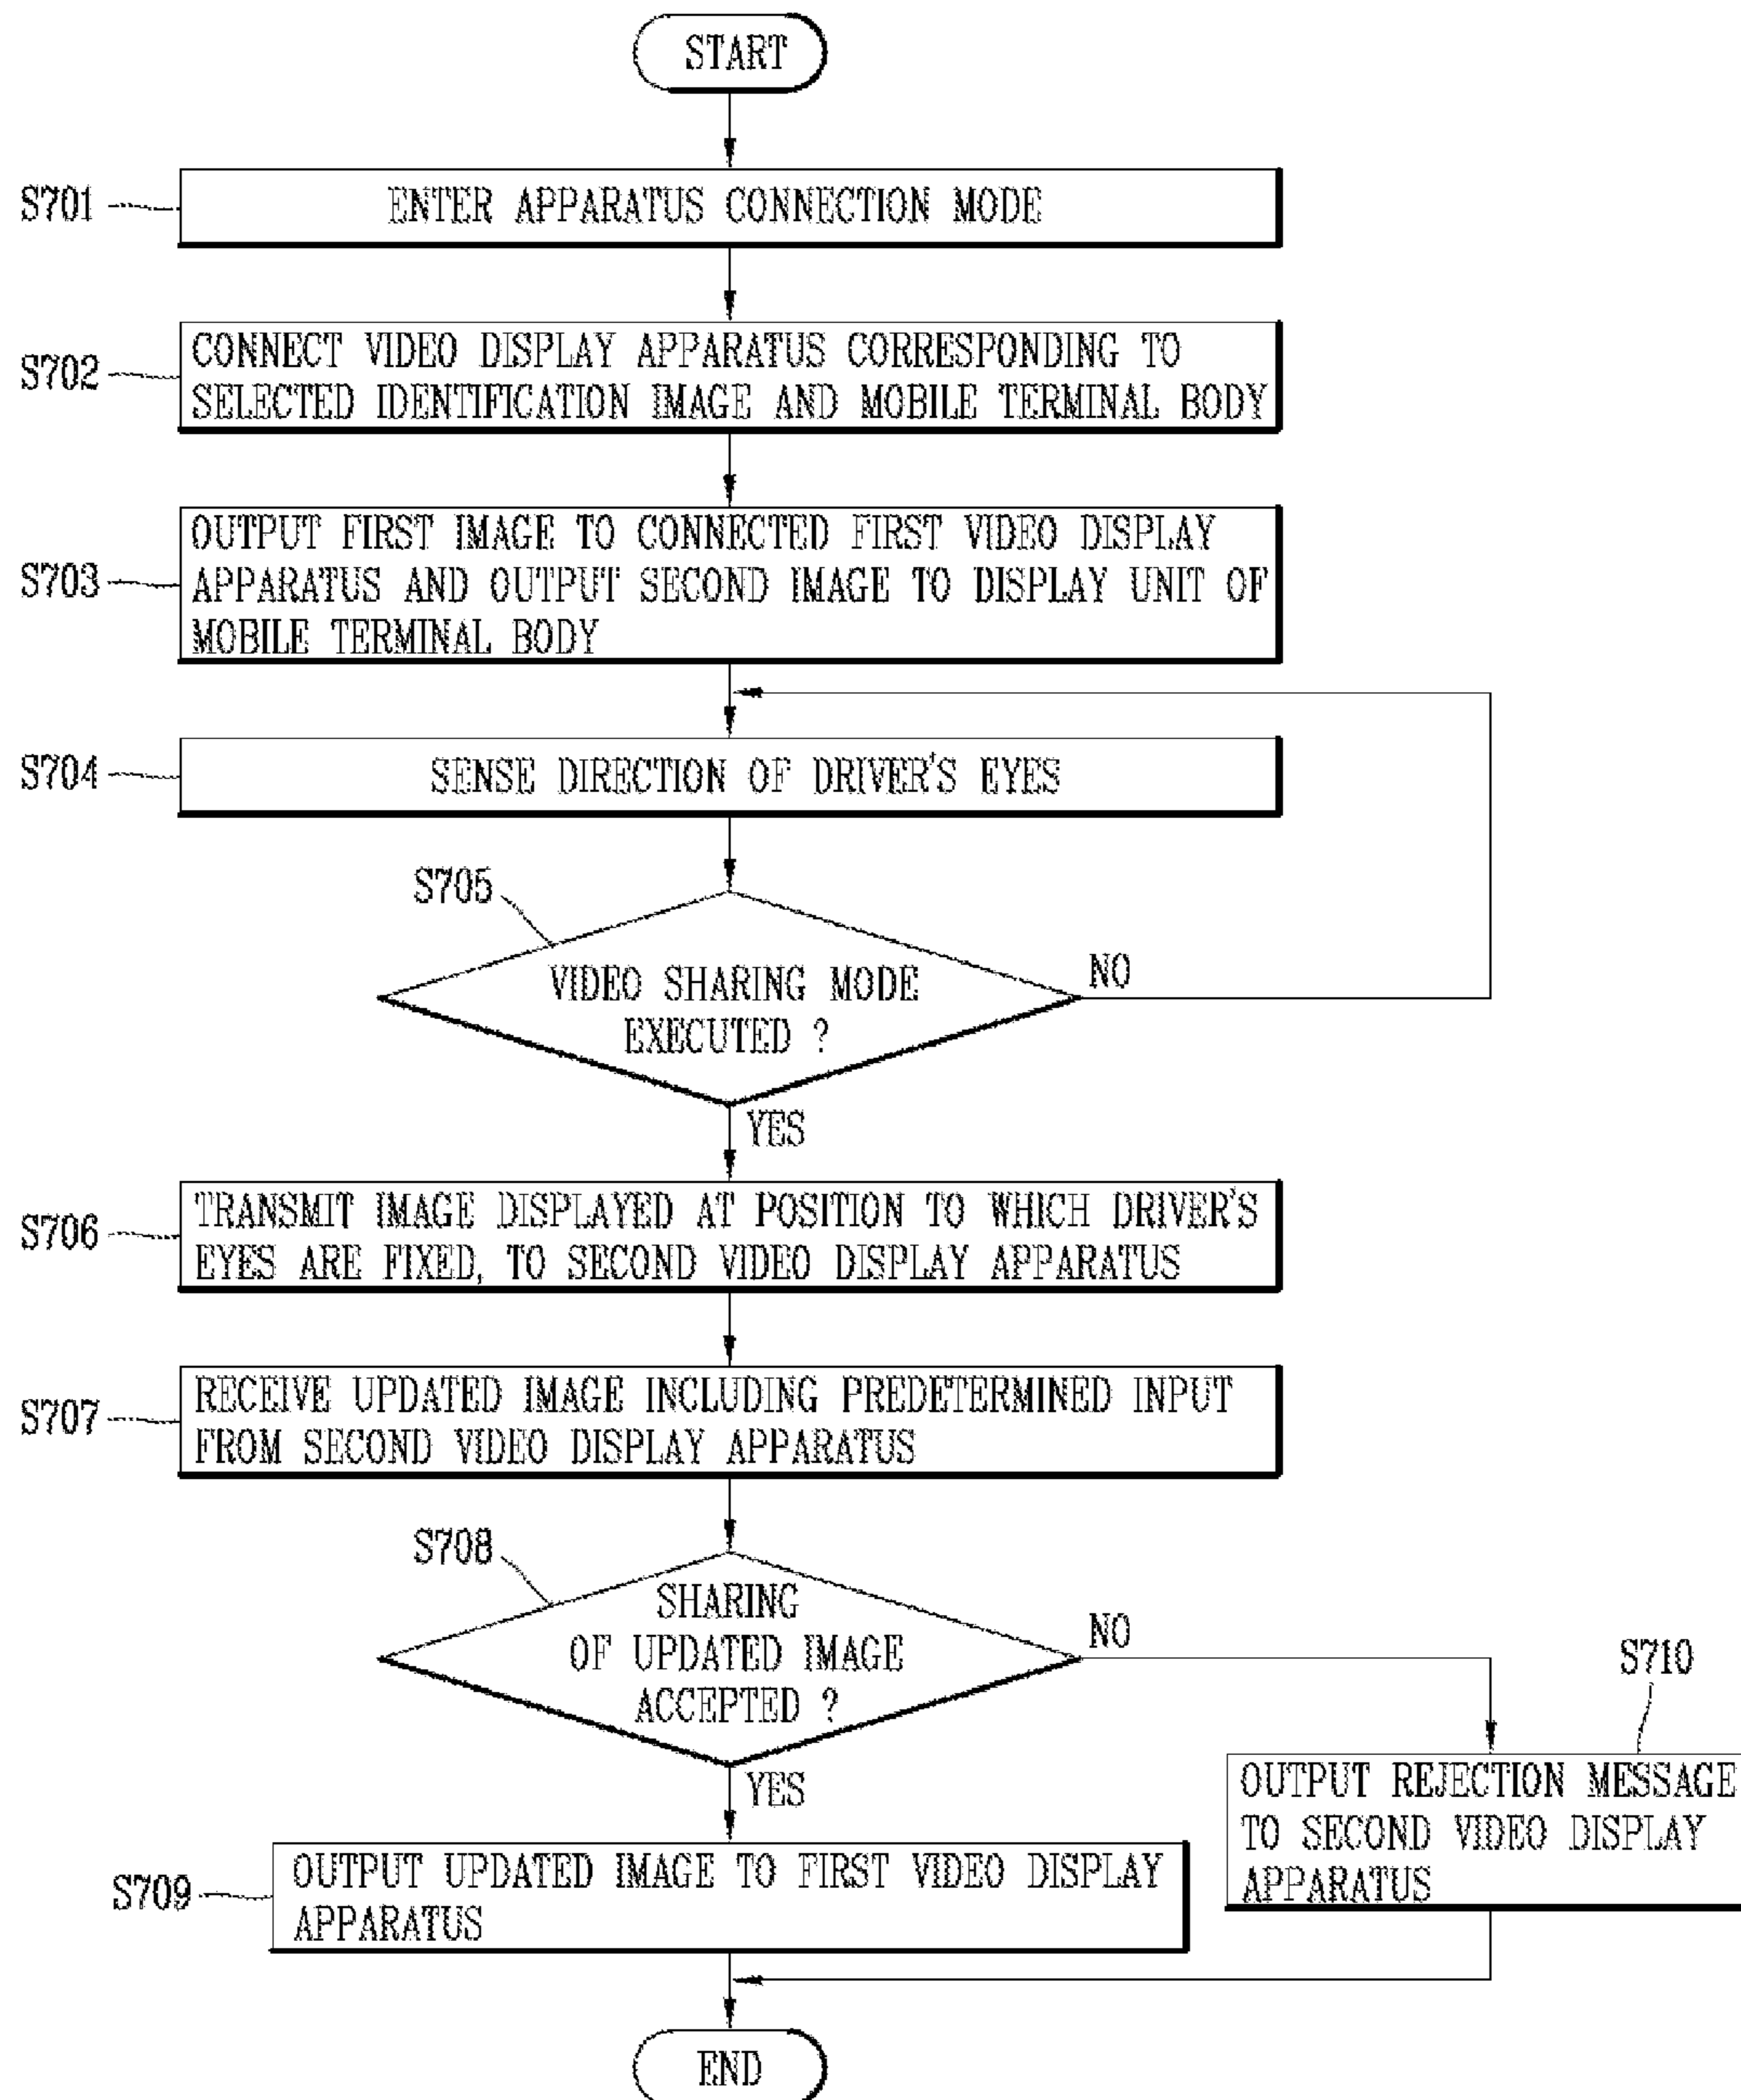 START
S701
ENTER APPARATUS CONNECTION MODE
S702
CONNECT VIDEO DISPLAY APPARATUS CORRESPONDING TO
SELECTED IDENTIFICATION IMAGE AND MOBILE TERMINAL BODY
S703
OUTPUT FIRST IMAGE TO CONNECTED FIRST VIDEO DISPLAY
APPARATUS AND OUTPUT SECOND IMAGE TO DISPLAY UNIT OF
MOBILE TERMINAL BODY
S704
SENSE DIRECTION OF DRIVER'S EYES
S705
VIDEO SHARING MODE
EXECUTED ?
NO
YES
S706
TRANSMIT IMAGE DISPLAYED AT POSITION TO WHICH DRIVER'S
EYES ARE FIXED, TO SECOND VIDEO DISPLAY APPARATUS
S707
RECEIVE UPDATED IMAGE INCLUDING PREDETERMINED INPUT
FROM SECOND VIDEO DISPLAY APPARATUS
S708
SHARING
OF UPDATED IMAGE
ACCEPTED ?
NO
YES
S710
OUTPUT REJECTION MESSAGE
TO SECOND VIDEO DISPLAY
APPARATUS
S709
OUTPUT UPDATED IMAGE TO FIRST VIDEO DISPLAY
APPARATUS
END